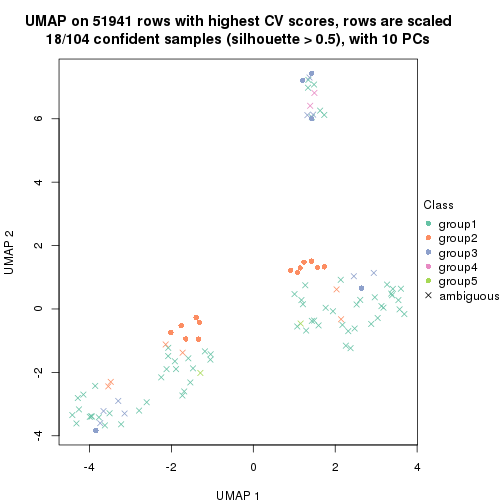 UMAP on 51941 rows with highest CV scores, rows are scaled
18/104 confident samples (silhouette > 0.5), with 10 PCs
6
4
2
0
-2
-4
UMAP 2
-4
-2
0
2
4
UMAP 1
Class
group1
group2
group3
group4
group5
ambiguous